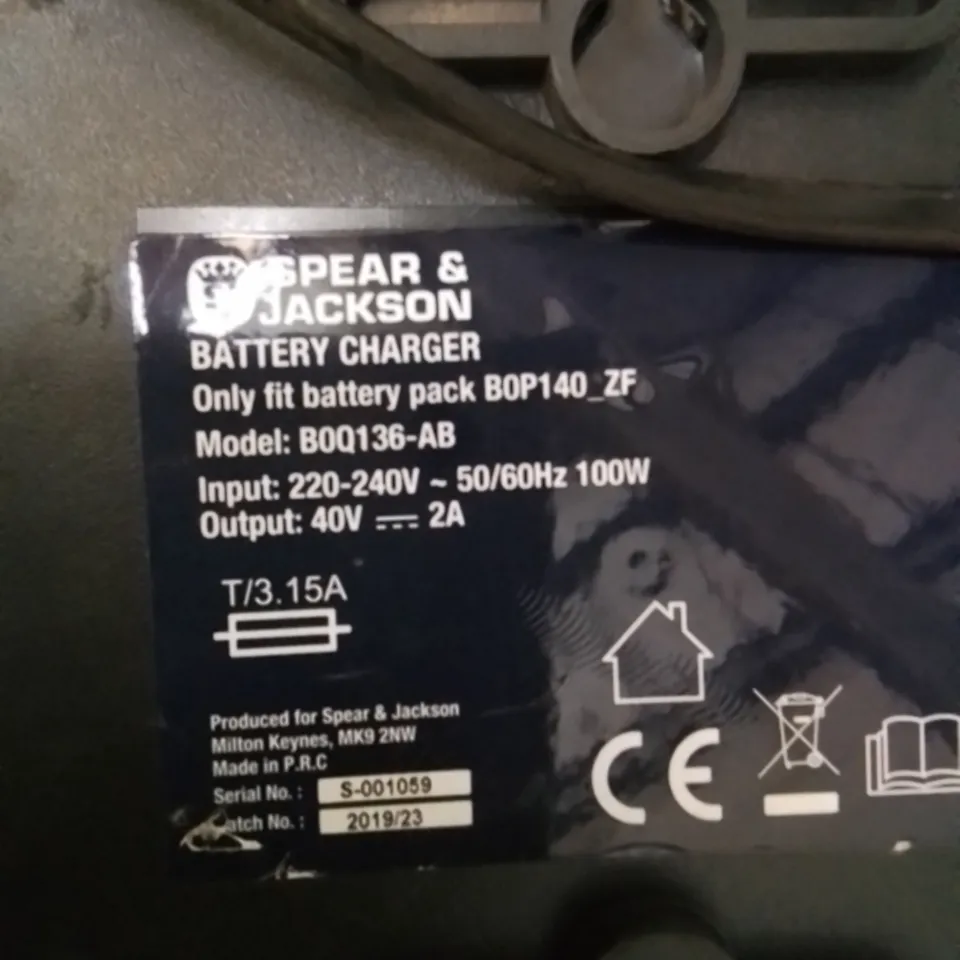 SPEAR &
JACKSON
BATTERY CHARGER
Only fit battery pack B0P140_ZF
Model: B0Q136-AB
Input: 220-240V ~ 50/60Hz 100W
Output: 40V ⎓ 2A
T/3.15A
Produced for Spear & Jackson
Milton Keynes, MK9 2NW
Made in P.R.C
Serial No. : S-001059
atch No. : 2019/23
CE